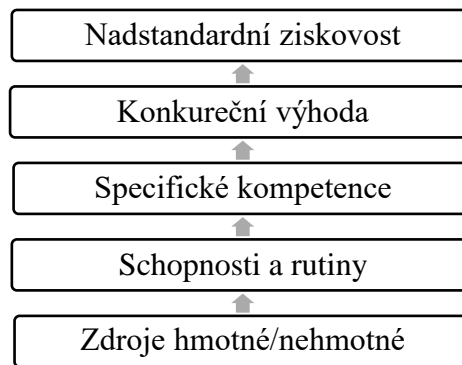 Nadstandardní ziskovost
Konkureční výhoda
Specifické kompetence
Schopnosti a rutiny
Zdroje hmotné/nehmotné